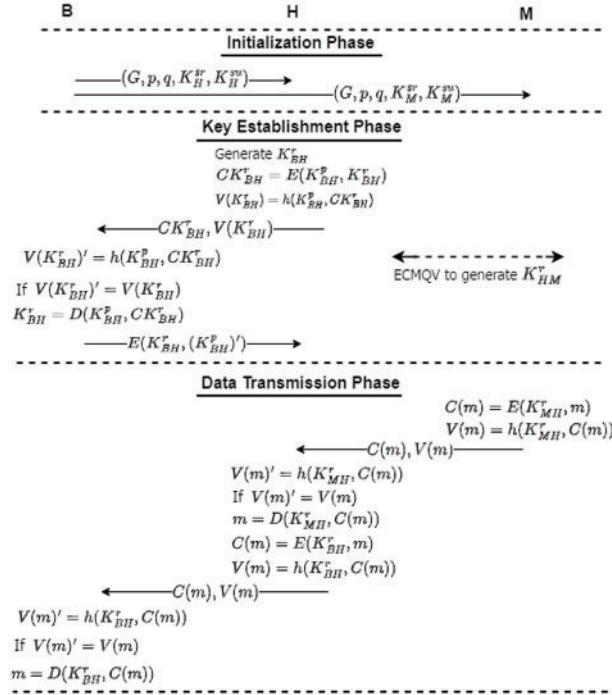 B H M
Initialization Phase
(G, p, q, K_H^{sr}, K_H^{su})
(G, p, q, K_M^{sr}, K_M^{su})
Key Establishment Phase
Generate K_{BH}^r
CK_{BH}^r = E(K_{BH}^p, K_{BH}^r)
V(K_{BH}^r) = h(K_{BH}^p, CK_{BH}^r)
CK_{BH}^r, V(K_{BH}^r)
V(K_{BH}^r)' = h(K_{BH}^p, CK_{BH}^r)
ECMQV to generate K_{HM}^r
If V(K_{BH}^r)' = V(K_{BH}^r)
K_{BH}^r = D(K_{BH}^p, CK_{BH}^r)
E(K_{BH}^r, (K_{BH}^p)')
Data Transmission Phase
C(m) = E(K_{MH}^r, m)
V(m) = h(K_{MH}^r, C(m))
C(m), V(m)
V(m)' = h(K_{MH}^r, C(m))
If V(m)' = V(m)
m = D(K_{MH}^r, C(m))
C(m) = E(K_{BH}^r, m)
V(m) = h(K_{BH}^r, C(m))
C(m), V(m)
V(m)' = h(K_{BH}^r, C(m))
If V(m)' = V(m)
m = D(K_{BH}^r, C(m))